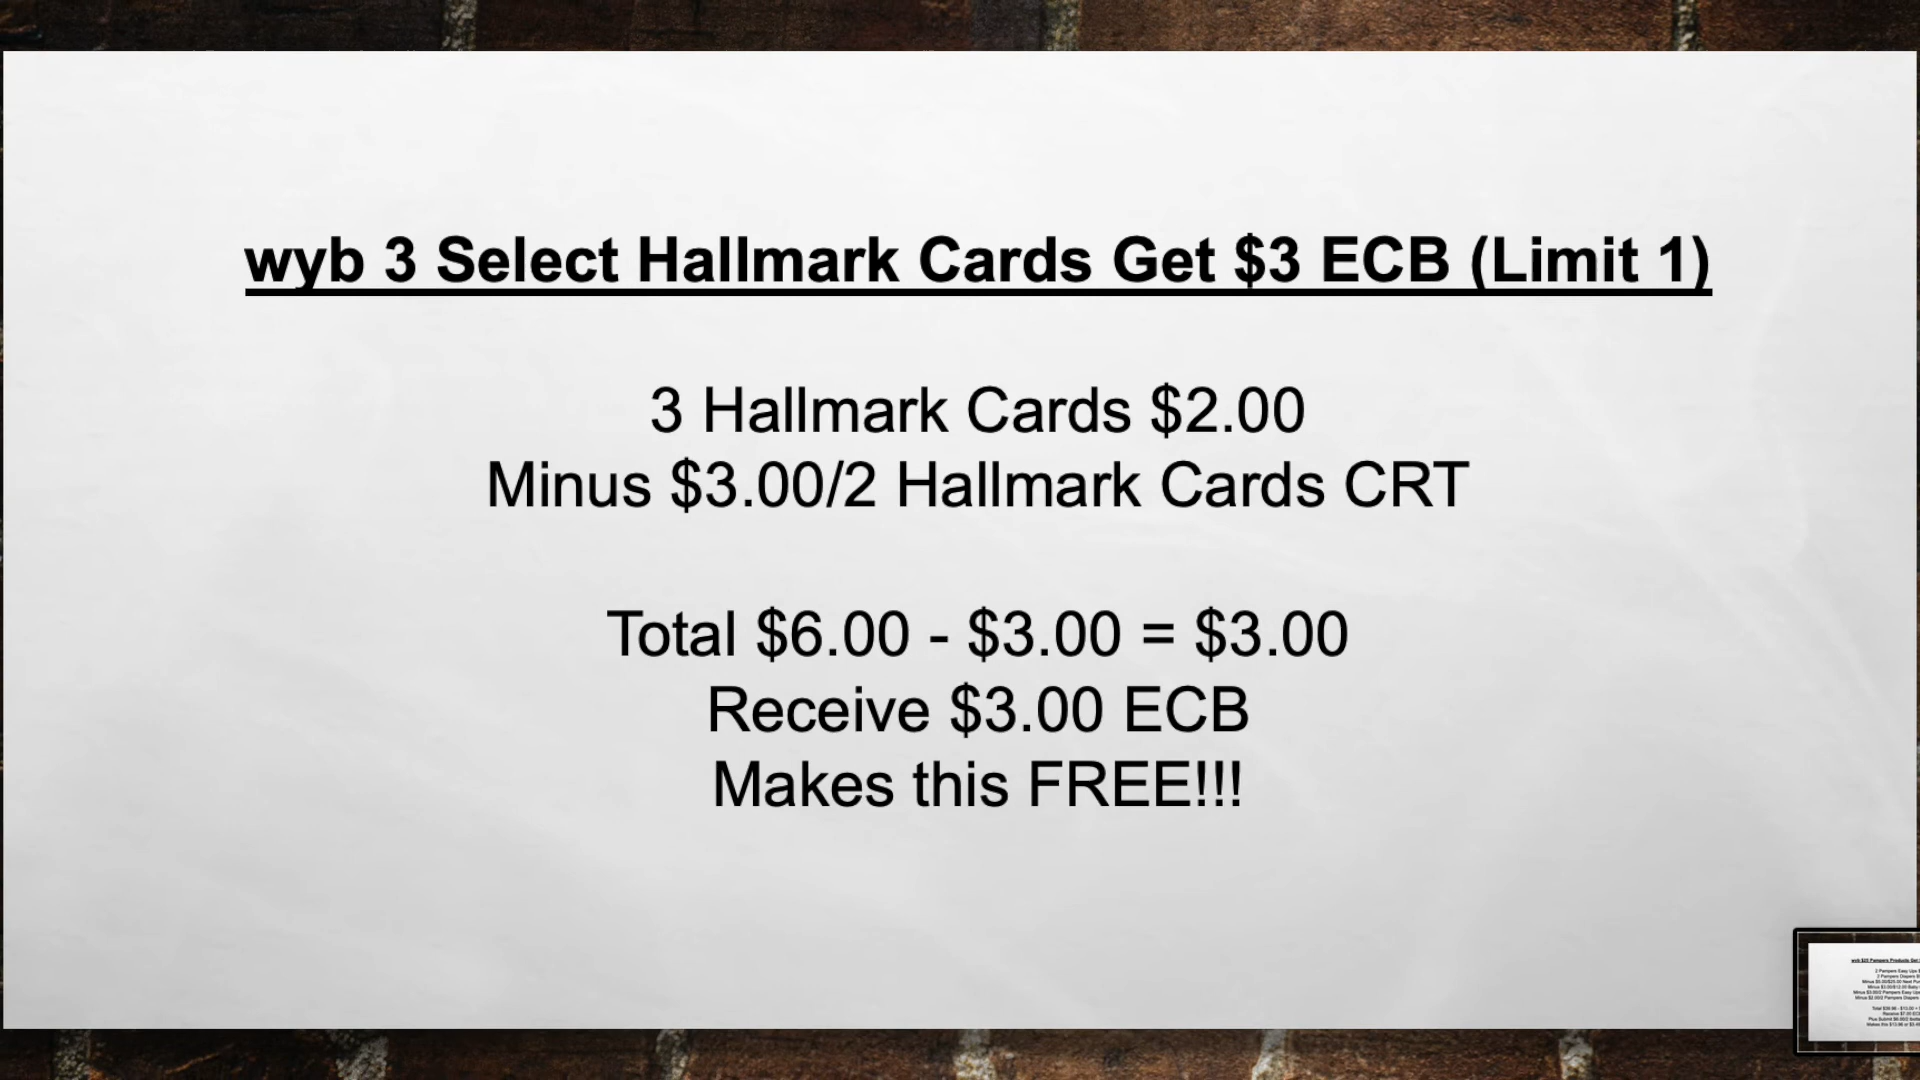 wyb 3 Select Hallmark Cards Get $3 ECB (Limit 1)
3 Hallmark Cards $2.00
Minus $3.00/2 Hallmark Cards CRT
Total $6.00 - $3.00 = $3.00
Receive $3.00 ECB
Makes this FREE!!!